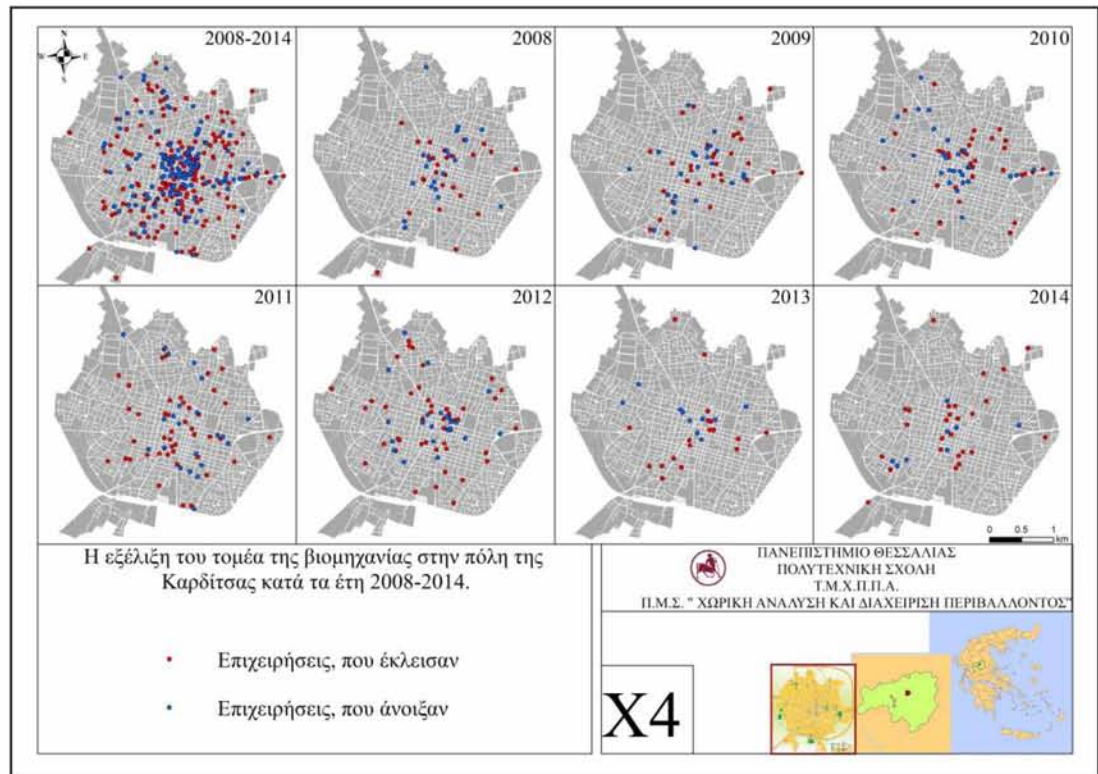 2008-2014
2008
2009
2010
N
W E
S
2011
2012
2013
2014
0 0.5 1
km
Η εξέλιξη του τομέα της βιομηχανίας στην πόλη της
Καρδίτσας κατά τα έτη 2008-2014.
Επιχειρήσεις, που έκλεισαν
Επιχειρήσεις, που άνοιξαν
ΠΑΝΕΠΙΣΤΗΜΙΟ ΘΕΣΣΑΛΙΑΣ
ΠΟΛΥΤΕΧΝΙΚΗ ΣΧΟΛΗ
Τ.Μ.Χ.Π.Π.Α.
Π.Μ.Σ. " ΧΩΡΙΚΗ ΑΝΑΛΥΣΗ ΚΑΙ ΔΙΑΧΕΙΡΙΣΗ ΠΕΡΙΒΑΛΛΟΝΤΟΣ"
Χ4